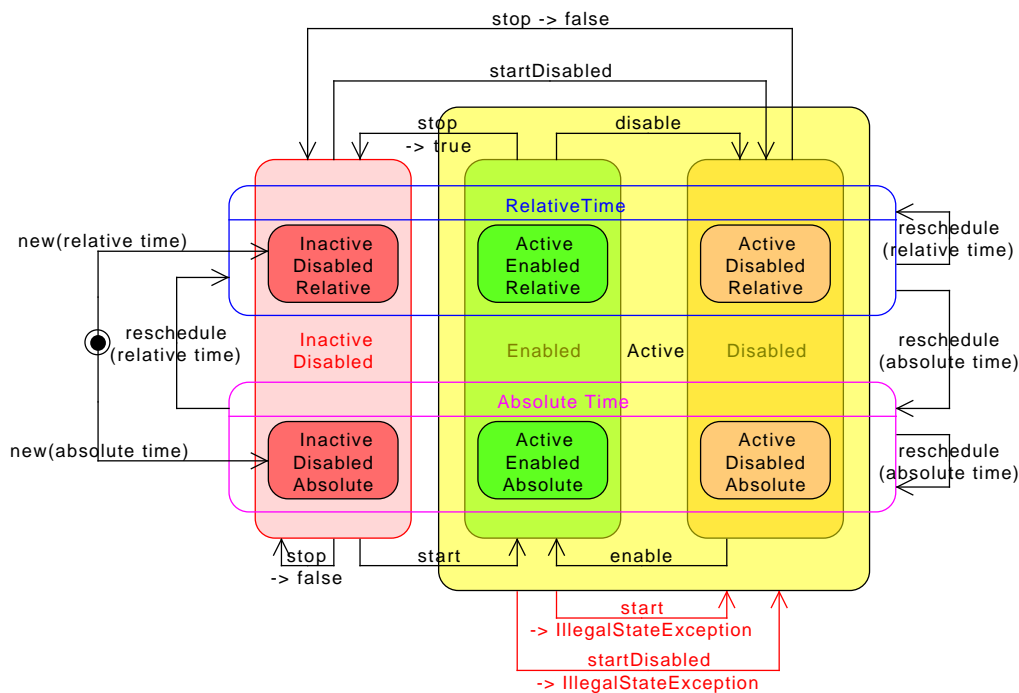 stop -> false
startDisabled
stop
-> true
disable
RelativeTime
new(relative time)
Inactive
Disabled
Relative
Active
Enabled
Relative
Active
Disabled
Relative
reschedule
(relative time)
reschedule
(relative time)
Inactive
Disabled
Enabled
Active
Disabled
reschedule
(absolute time)
Absolute Time
new(absolute time)
Inactive
Disabled
Absolute
Active
Enabled
Absolute
Active
Disabled
Absolute
reschedule
(absolute time)
stop
-> false
start
enable
start
-> IllegalStateException
startDisabled
-> IllegalStateException